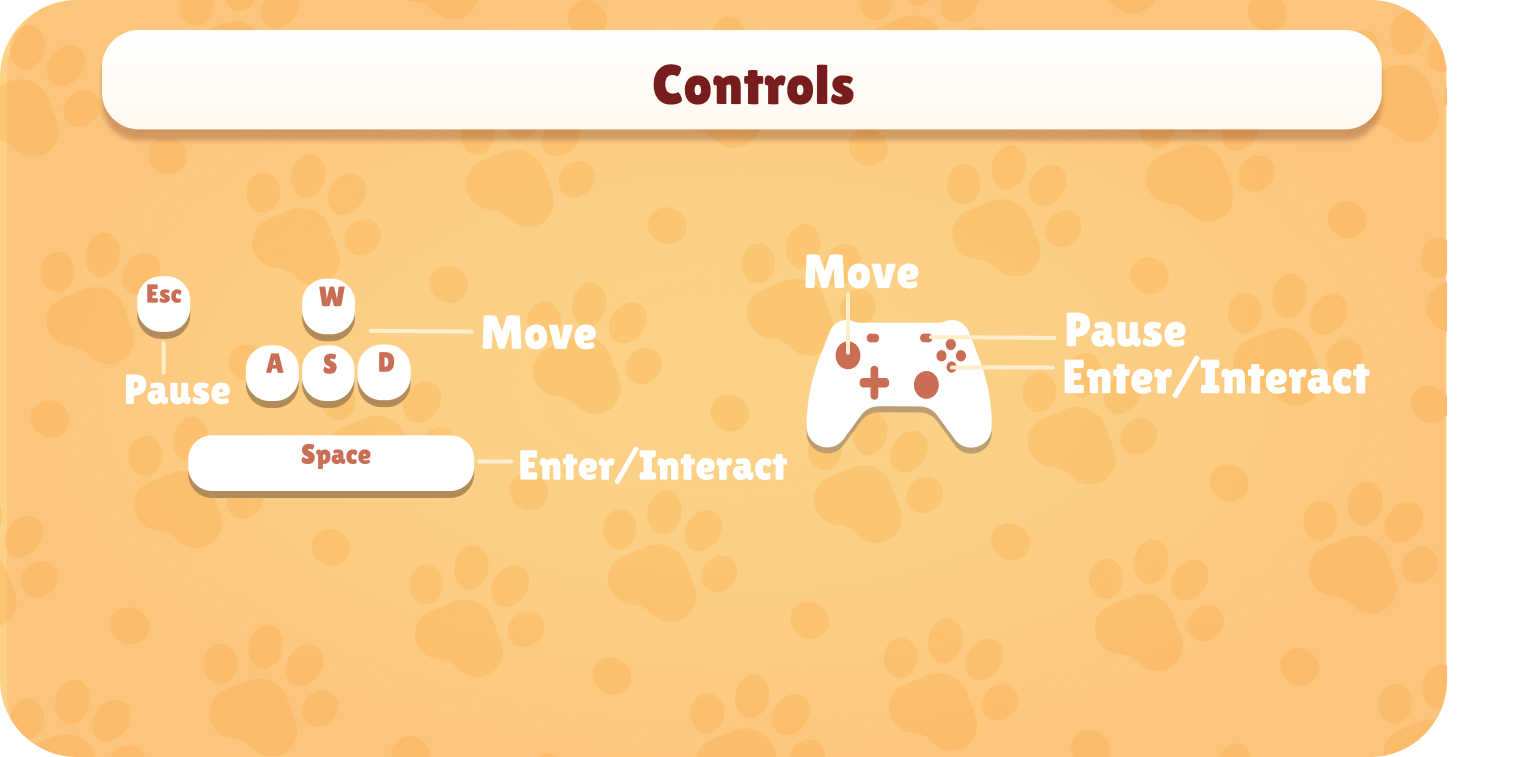 Controls
Esc
Pause
W
A S D
Move
Space
Enter/Interact
Move
Pause
Enter/Interact